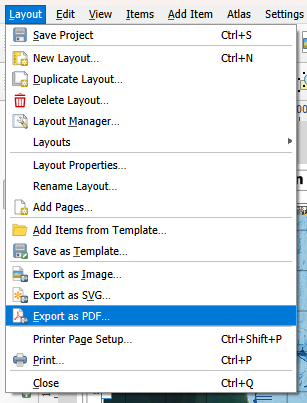 Layout Edit View Items Add Item Atlas Settings
Save Project Ctrl+S
New Layout... Ctrl+N
Duplicate Layout...
Delete Layout...
Layout Manager...
Layouts
Layout Properties...
Rename Layout...
Add Pages...
Add Items from Template...
Save as Template...
Export as Image...
Export as SVG...
Export as PDF...
Printer Page Setup... Ctrl+Shift+P
Print... Ctrl+P
Close Ctrl+Q